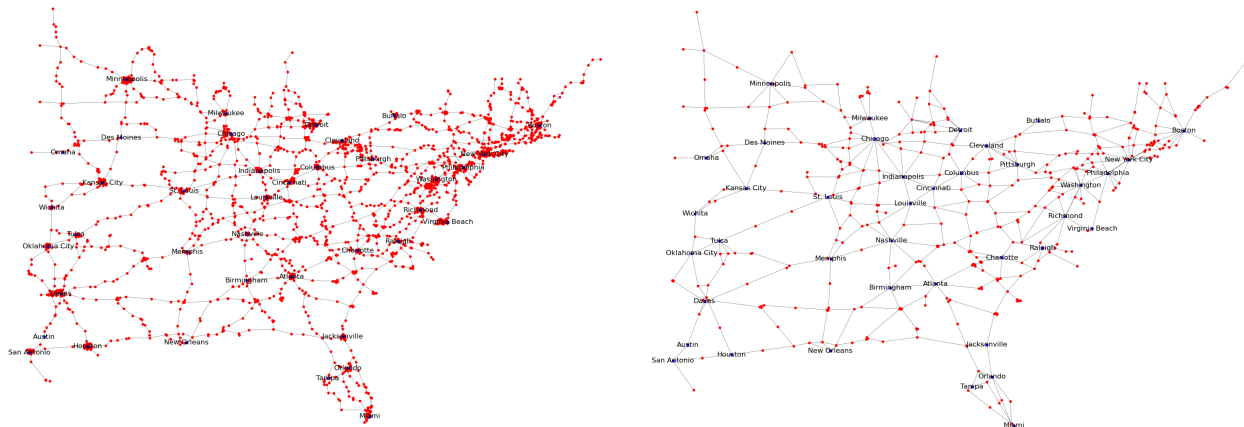 Minneapolis
Milwaukee
Buffalo
Boston
Detroit
Chicago
Des Moines
Cleveland
Omaha
Pittsburgh
New York City
Philadelphia
Columbus
Indianapolis
Kansas City
Cincinnati
Washington
St. Louis
Louisville
Wichita
Richmond
Virginia Beach
Tulsa
Nashville
Raleigh
Oklahoma City
Memphis
Charlotte
Birmingham
Atlanta
Dallas
Austin
Jacksonville
New Orleans
San Antonio
Houston
Orlando
Tampa
Miami
Minneapolis
Milwaukee
Buffalo
Detroit
Boston
Chicago
Des Moines
Cleveland
Omaha
New York City
Pittsburgh
Philadelphia
Indianapolis
Columbus
Kansas City
Cincinnati
Washington
St. Louis
Louisville
Wichita
Richmond
Virginia Beach
Tulsa
Nashville
Raleigh
Oklahoma City
Memphis
Charlotte
Birmingham
Atlanta
Dallas
Austin
Jacksonville
New Orleans
Houston
San Antonio
Orlando
Tampa
Miami